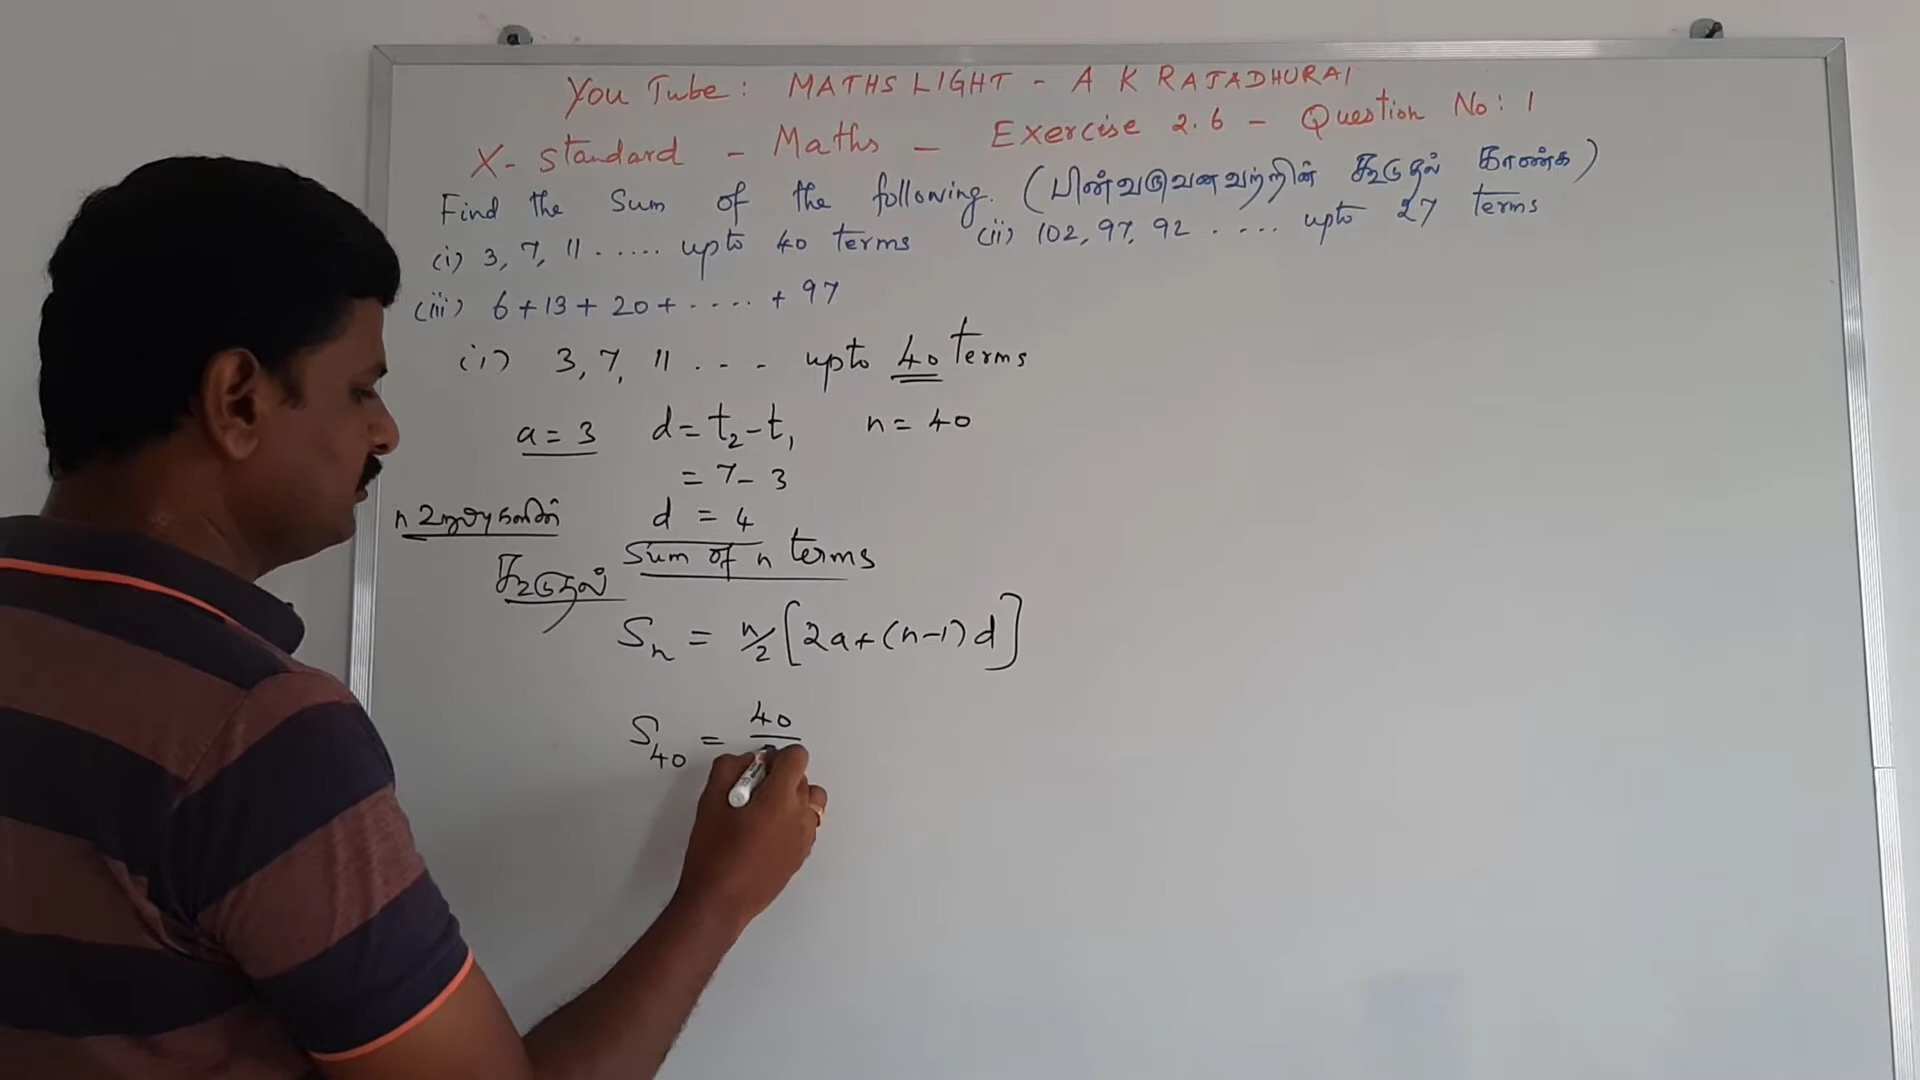 You Tube: MATHS LIGHT - A K RAJADHURAI
X- Standard - Maths - Exercise 2.6 - Question No: 1
Find the Sum of the following. (பின்வருவனவற்றின் கூடுதல் காண்க)
(i) 3, 7, 11 ..... upto 40 terms (ii) 102, 97, 92 . .... upto 27 terms
(iii) 6 + 13 + 20 + ..... + 97
(i) 3, 7, 11 . - - upto 40 terms
a = 3 d = t₂ - t₁ n = 40
= 7 - 3
d = 4
n உறுப்புகளின் கூடுதல்
Sum of n terms
Sₙ = n/2 [2a + (n-1) d]
S₄₀ = 40